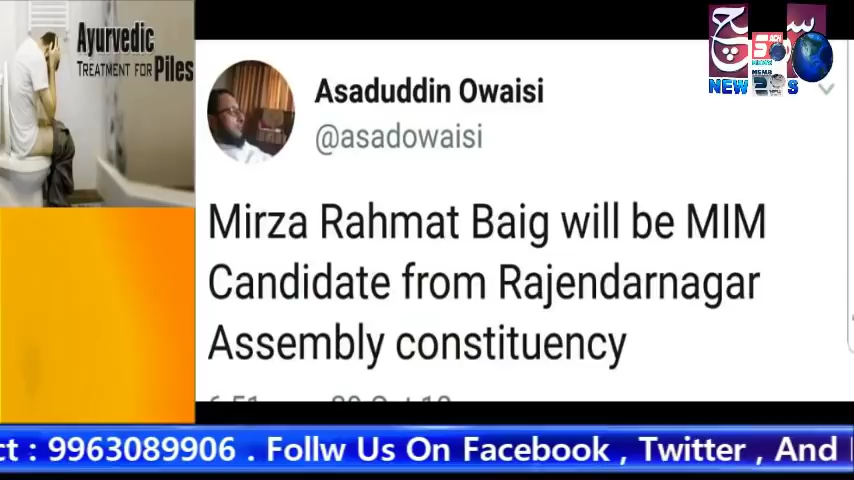 Ayurvedic
TREATMENT FOR Piles
سچ
NEWS
Asaduddin Owaisi
@asadowaisi
Mirza Rahmat Baig will be MIM
Candidate from Rajendarnagar
Assembly constituency
ct : 9963089906 . Follw Us On Facebook , Twitter , And